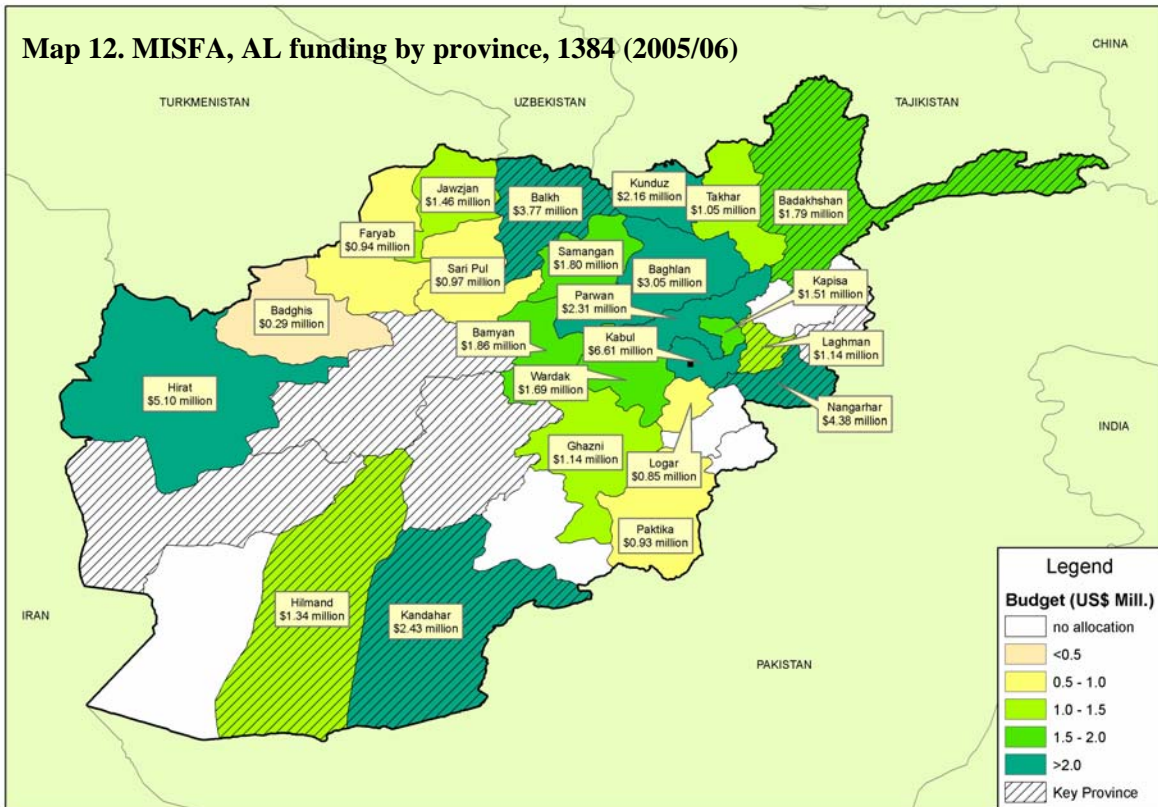 Map 12. MISFA, AL funding by province, 1384 (2005/06)
CHINA
TURKMENISTAN
UZBEKISTAN
TAJIKISTAN
Jawzjan
$1.46 million
Balkh
$3.77 million
Kunduz
$2.16 million
Takhar
$1.05 million
Badakhshan
$1.79 million
Faryab
$0.94 million
Samangan
$1.80 million
Sari Pul
$0.97 million
Baghlan
$3.05 million
Kapisa
$1.51 million
Badghis
$0.29 million
Parwan
$2.31 million
Bamyan
$1.86 million
Kabul
$6.61 million
Laghman
$1.14 million
Hirat
$5.10 million
Wardak
$1.69 million
Nangarhar
$4.38 million
Ghazni
$1.14 million
Logar
$0.85 million
INDIA
Paktika
$0.93 million
Hilmand
$1.34 million
Kandahar
$2.43 million
IRAN
PAKISTAN
Legend
Budget (US$ Mill.)
no allocation
<0.5
0.5 - 1.0
1.0 - 1.5
1.5 - 2.0
>2.0
Key Province